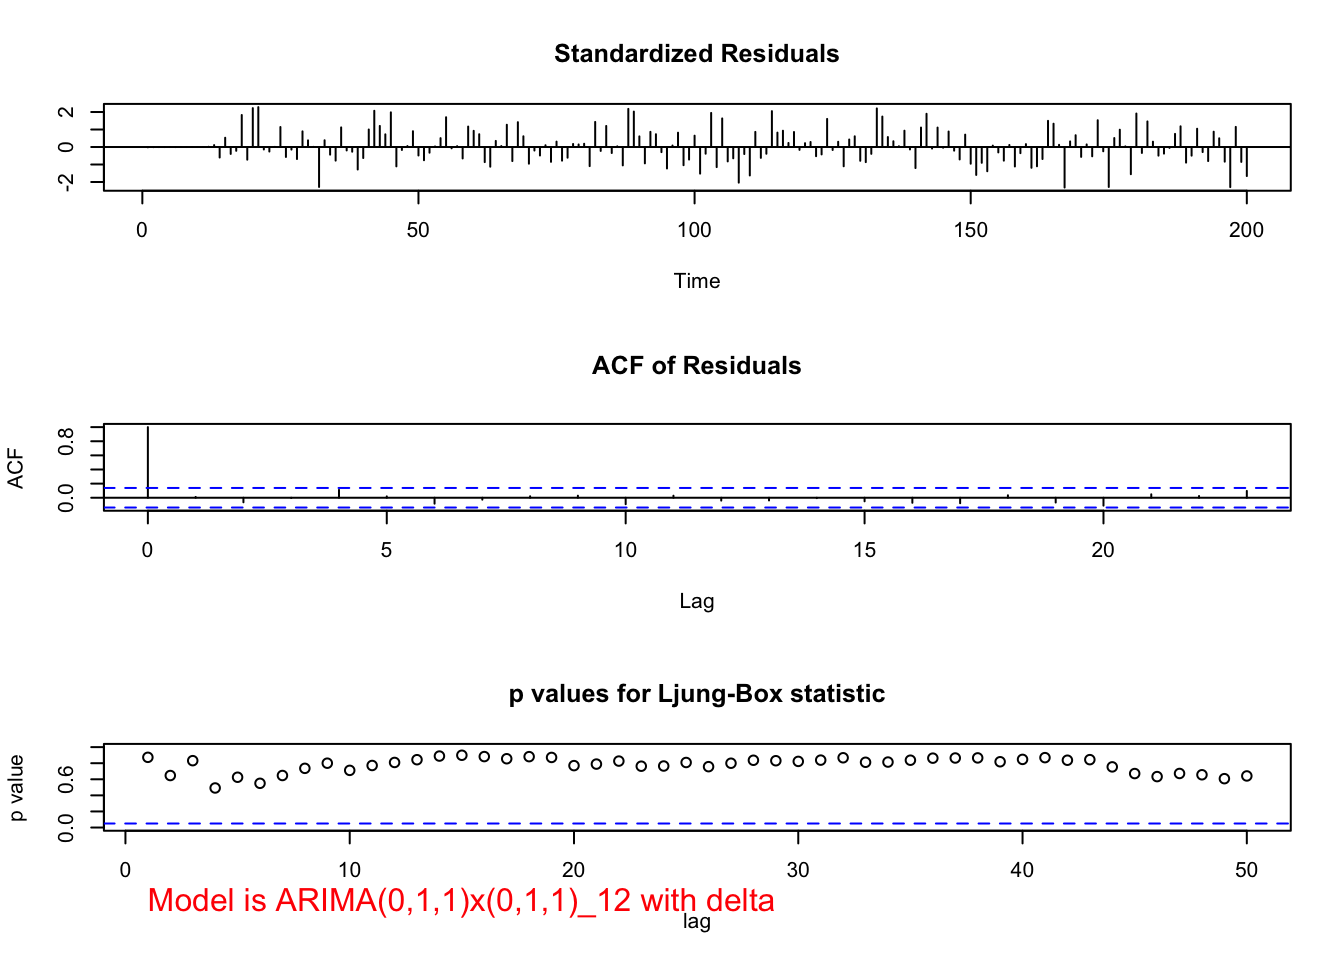 Standardized Residuals
2
0
-2
0 50 100 150 200
Time
ACF of Residuals
ACF
0.8
0.0
0 5 10 15 20
Lag
p values for Ljung-Box statistic
p value
0.6
0.0
0 10 20 30 40 50
Model is ARIMA(0,1,1)x(0,1,1)_12 with delta
lag